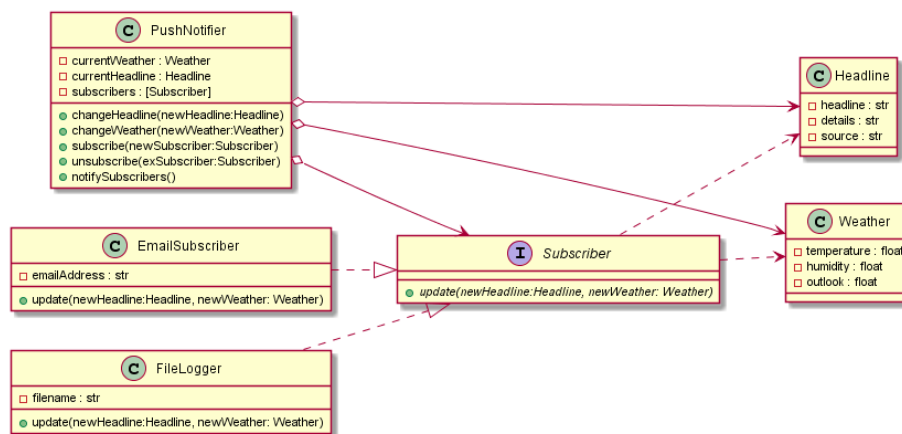 C PushNotifier
currentWeather : Weather
currentHeadline : Headline
subscribers : [Subscriber]
changeHeadline(newHeadline:Headline)
changeWeather(newWeather:Weather)
subscribe(newSubscriber:Subscriber)
unsubscribe(exSubscriber:Subscriber)
notifySubscribers()
C Headline
headline : str
details : str
source : str
C EmailSubscriber
emailAddress : str
update(newHeadline:Headline, newWeather: Weather)
I Subscriber
update(newHeadline:Headline, newWeather: Weather)
C Weather
temperature : float
humidity : float
outlook : float
C FileLogger
filename : str
update(newHeadline:Headline, newWeather: Weather)